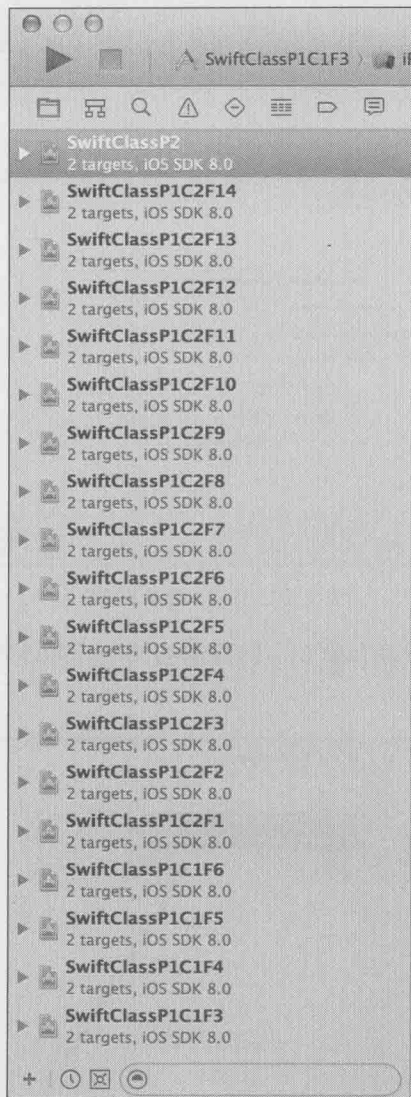 SwiftClassP1C1F3
SwiftClassP2
2 targets, iOS SDK 8.0
SwiftClassP1C2F14
2 targets, iOS SDK 8.0
SwiftClassP1C2F13
2 targets, iOS SDK 8.0
SwiftClassP1C2F12
2 targets, iOS SDK 8.0
SwiftClassP1C2F11
2 targets, iOS SDK 8.0
SwiftClassP1C2F10
2 targets, iOS SDK 8.0
SwiftClassP1C2F9
2 targets, iOS SDK 8.0
SwiftClassP1C2F8
2 targets, iOS SDK 8.0
SwiftClassP1C2F7
2 targets, iOS SDK 8.0
SwiftClassP1C2F6
2 targets, iOS SDK 8.0
SwiftClassP1C2F5
2 targets, iOS SDK 8.0
SwiftClassP1C2F4
2 targets, iOS SDK 8.0
SwiftClassP1C2F3
2 targets, iOS SDK 8.0
SwiftClassP1C2F2
2 targets, iOS SDK 8.0
SwiftClassP1C2F1
2 targets, iOS SDK 8.0
SwiftClassP1C1F6
2 targets, iOS SDK 8.0
SwiftClassP1C1F5
2 targets, iOS SDK 8.0
SwiftClassP1C1F4
2 targets, iOS SDK 8.0
SwiftClassP1C1F3
2 targets, iOS SDK 8.0